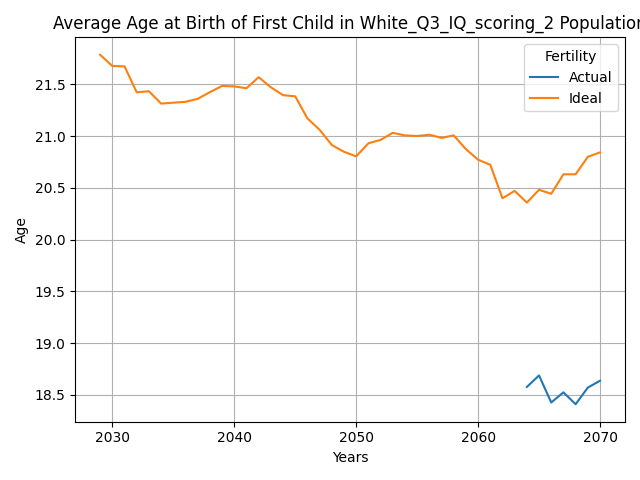 Average Age at Birth of First Child in White_Q3_IQ_scoring_2 Population
Fertility
Actual
Ideal
21.5
21.0
20.5
20.0
19.5
19.0
18.5
Age
2030 2040 2050 2060 2070
Years